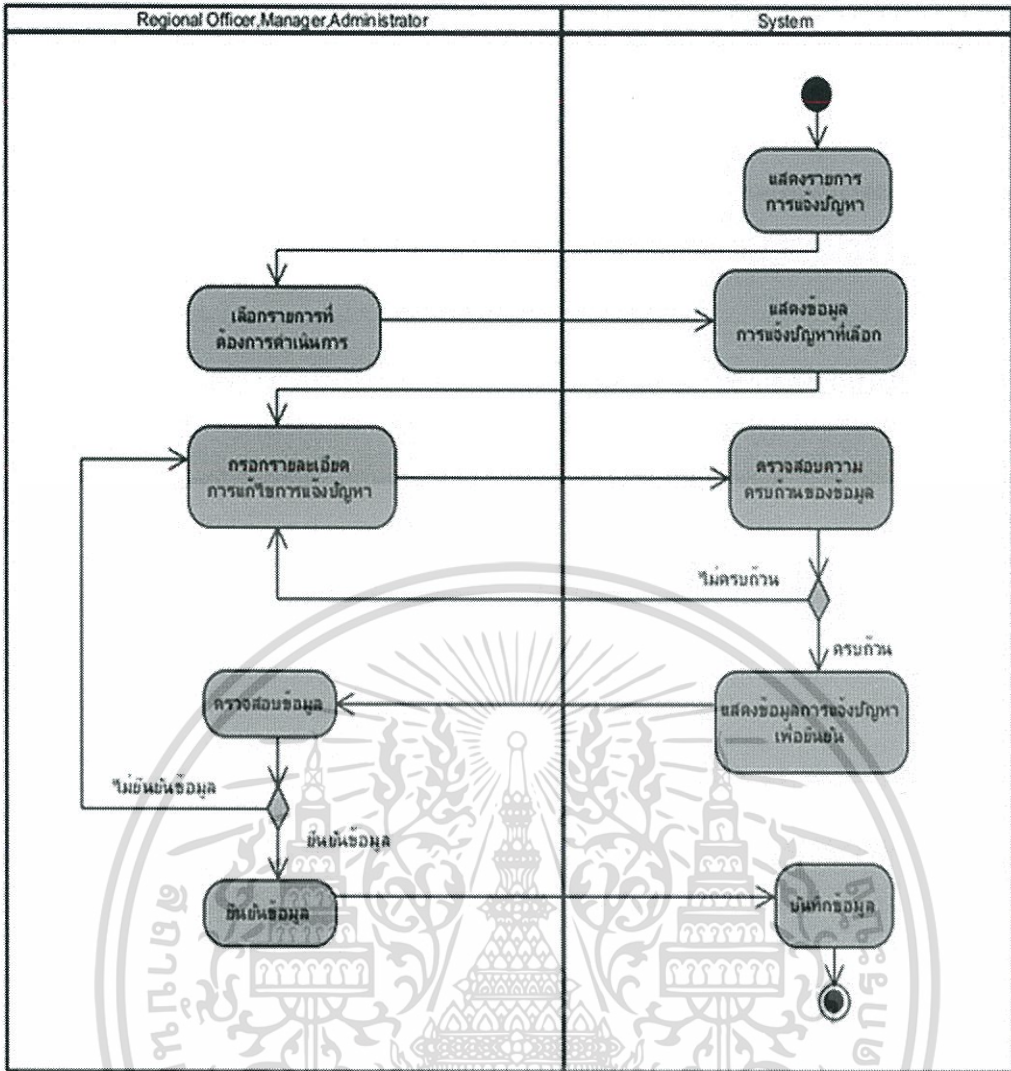 Regional Officer,Manager,Administrator
System
แสดงรายการ
การแจ้งปัญหา
เลือกรายการที่
ต้องการดำเนินการ
แสดงข้อมูล
การแจ้งปัญหาที่เลือก
กรอกรายละเอียด
การแก้ไขการแจ้งปัญหา
ตรวจสอบความ
ครบถ้วนของข้อมูล
ไม่ครบถ้วน
ครบถ้วน
ตรวจสอบข้อมูล
แสดงข้อมูลการแจ้งปัญหา
เพื่อยืนยัน
ไม่ยืนยันข้อมูล
ยืนยันข้อมูล
ยืนยันข้อมูล
บันทึกข้อมูล